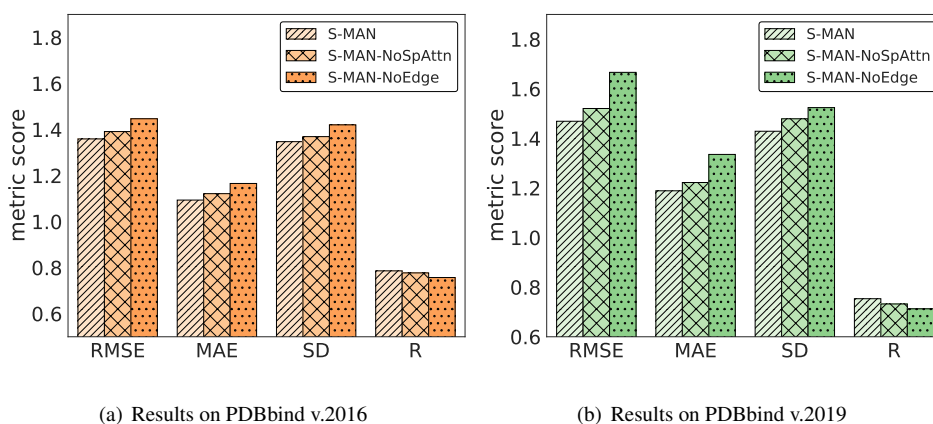 metric score
1.8
1.6
1.4
1.2
1.0
0.8
0.6
S-MAN
S-MAN-NoSpAttn
S-MAN-NoEdge
RMSE MAE SD R
(a) Results on PDBbind v.2016
metric score
1.8
1.6
1.4
1.2
1.0
0.8
0.6
S-MAN
S-MAN-NoSpAttn
S-MAN-NoEdge
RMSE MAE SD R
(b) Results on PDBbind v.2019